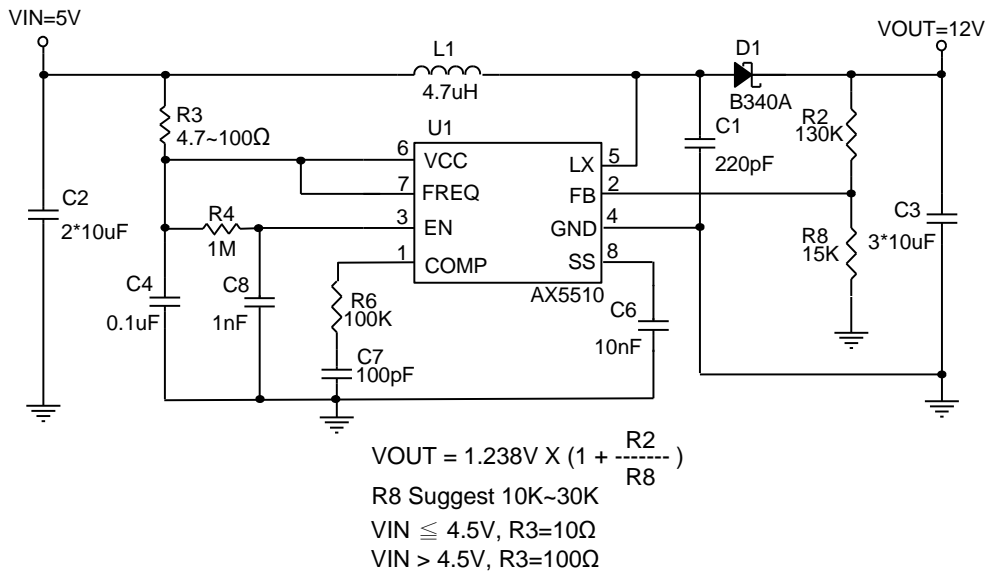 VIN=5V
VOUT=12V
L1
4.7uH
D1
B340A
R3
4.7~100Ω
U1
C1
220pF
R2
130K
6
VCC
7
FREQ
3
EN
1
COMP
LX
5
FB
2
GND
4
SS
8
AX5510
C2
2*10uF
R4
1M
C3
3*10uF
R8
15K
C4
0.1uF
C8
1nF
R6
100K
C7
100pF
C6
10nF
VOUT = 1.238V X (1 + R2
------- )
R8
R8 Suggest 10K~30K
VIN ≦ 4.5V, R3=10Ω
VIN > 4.5V, R3=100Ω